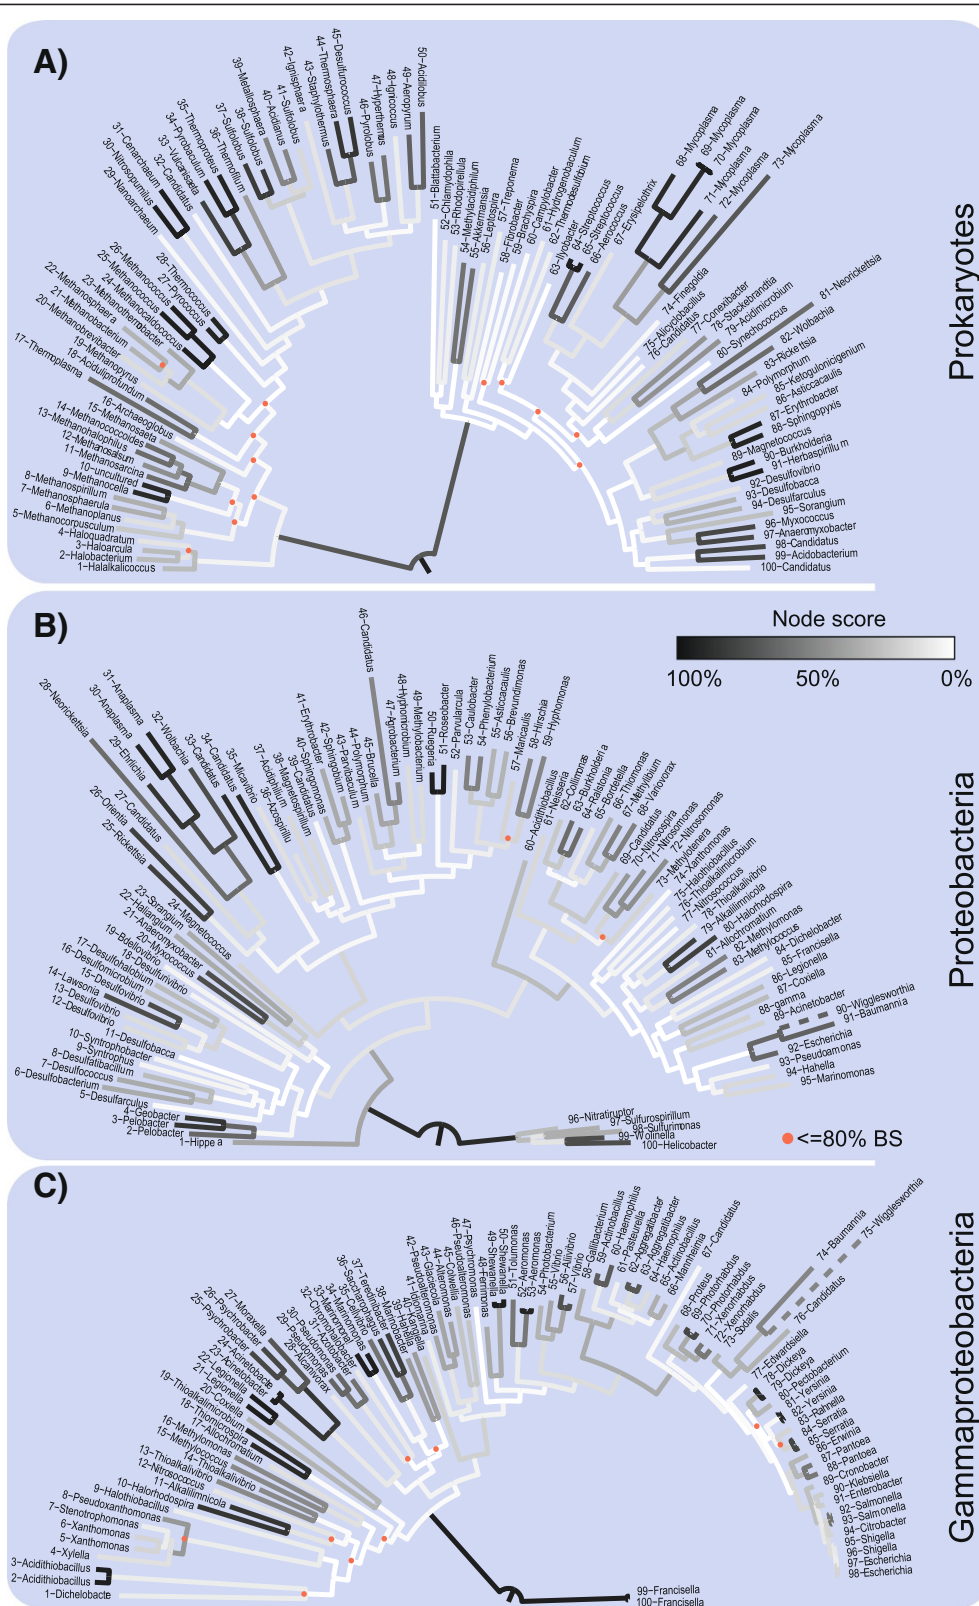 A)
Prokaryotes
1-Halalkalicoccus
2-Halobacterium
3-Haloarcula
4-Haloquadratum
5-Methanocorpusculum
6-Methanoplanus
7-Methanosphaerula
8-Methanospirillum
9-Methanocella
10-uncultured
11-Methanosarcina
12-Methanosalsum
13-Methanohalophilus
14-Methanococcoides
15-Methanosaeta
16-Archaeoglobus
17-Thermoplasma
18-Aciduliprofundum
19-Methanopyrus
20-Methanobrevibacter
21-Methanobacterium
22-Methanosphaera
23-Methanothermobacter
24-Methanocaldococcus
25-Methanococcus
26-Methanococcus
27-Pyrococcus
28-Thermococcus
29-Nanoarchaeum
30-Nitrosopumilus
31-Cenarchaeum
32-Candidatus
33-Vulcanisaeta
34-Pyrobaculum
35-Thermoproteus
36-Thermofilum
37-Sulfolobus
38-Sulfolobus
39-Metallosphaera
40-Acidianus
41-Sulfolobus
42-Ignisphaera
43-Staphylothermus
44-Thermosphaera
45-Desulfurococcus
46-Pyrolobus
47-Hyperthermus
48-Ignicoccus
49-Aeropyrum
50-Acidilobus
51-Blattabacterium
52-Chlamydophila
53-Rhodopirellula
54-Methylacidiphilum
55-Akkermansia
56-Leptospira
57-Treponema
58-Fibrobacter
59-Brachyspira
60-Campylobacter
61-Hydrogenobaculum
62-Thermodesulfobium
63-Ilyobacter
64-Streptococcus
65-Streptococcus
66-Aerococcus
67-Erysipelothrix
68-Mycoplasma
69-Mycoplasma
70-Mycoplasma
71-Mycoplasma
72-Mycoplasma
73-Mycoplasma
74-Finegoldia
75-Alicyclobacillus
76-Candidatus
77-Conexibacter
78-Stackebrandtia
79-Acidimicrobium
80-Synechococcus
81-Neorickettsia
82-Wolbachia
83-Rickettsia
84-Polymorphum
85-Ketogulonicigenium
86-Asticcacaulis
87-Erythrobacter
88-Sphingopyxis
89-Magnetococcus
90-Burkholderia
91-Herbaspirillum
92-Desulfovibrio
93-Desulfobacca
94-Desulfarculus
95-Sorangium
96-Myxococcus
97-Anaeromyxobacter
98-Candidatus
99-Acidobacterium
100-Candidatus
B)
Node score
100% 50% 0%
Proteobacteria
1-Hippea
2-Pelobacter
3-Pelobacter
4-Geobacter
5-Desulfarculus
6-Desulfobacterium
7-Desulfococcus
8-Desulfatibacillum
9-Syntrophus
10-Syntrophobacter
11-Desulfobacca
12-Desulfovibrio
13-Desulfovibrio
14-Lawsonia
15-Desulfovibrio
16-Desulfomicrobium
17-Desulfohalobium
18-Desulfurivibrio
19-Bdellovibrio
20-Myxococcus
21-Anaeromyxobacter
22-Haliangium
23-Sorangium
24-Magnetococcus
25-Rickettsia
26-Orientia
27-Candidatus
28-Neorickettsia
29-Ehrlichia
30-Anaplasma
31-Anaplasma
32-Wolbachia
33-Candidatus
34-Candidatus
35-Micavibrio
36-Azospirillu
37-Acidiphilium
38-Magnetospirillum
39-Candidatus
40-Sphingomonas
41-Erythrobacter
42-Sphingobium
43-Parvibaculum
44-Polymorphum
45-Brucella
46-Candidatus
47-Agrobacterium
48-Hyphomicrobium
49-Methylobacterium
50-Ruegeria
51-Roseobacter
52-Parvularcula
53-Caulobacter
54-Phenylobacterium
55-Asticcacaulis
56-Brevundimonas
57-Maricaulis
58-Hirschia
59-Hyphomonas
60-Acidithiobacillus
61-Neisseria
62-Collimonas
63-Burkholderia
64-Ralstonia
65-Bordetella
66-Thiomonas
67-Methylibium
68-Variovorax
69-Candidatus
70-Nitrosospira
71-Nitrosomonas
72-Nitrosomonas
73-Methylotenera
74-Xanthomonas
75-Halothiobacillus
76-Thioalkalimicrobium
77-Nitrosococcus
78-Thioalkalivibrio
79-Alkalilimnicola
80-Halorhodospira
81-Allochromatium
82-Methylomonas
83-Methylococcus
84-Dichelobacter
85-Francisella
86-Legionella
87-Coxiella
88-gamma
89-Acinetobacter
90-Wigglesworthia
91-Baumannia
92-Escherichia
93-Pseudoamonas
94-Hahella
95-Marinomonas
96-Nitratiruptor
97-Sulfurospirillum
98-Sulfurimonas
99-Wolinella
100-Helicobacter
<=80% BS
C)
Gammaproteobacteria
1-Dichelobacte
2-Acidithiobacillus
3-Acidithiobacillus
4-Xylella
5-Xanthomonas
6-Xanthomonas
7-Stenotrophomonas
8-Pseudoxanthomonas
9-Halothiobacillus
10-Halorhodospira
11-Alkalilimnicola
12-Nitrosococcus
13-Thioalkalivibrio
14-Thioalkalivibrio
15-Methylococcus
16-Methylomonas
17-Allochromatium
18-Thiomicrospira
19-Thioalkalimicrobium
20-Coxiella
21-Legionella
22-Legionella
23-Acinetobacter
24-Acinetobacte
25-Psychrobacter
26-Psychrobacter
27-Moraxella
28-Alcanivorax
29-Pseudomonas
30-Pseudomonas
31-Azotobacter
33-Marinomonas
34-Marinomonas
35-Cellvibrio
36-Saccharophagus
37-Teredinibacter
38-Marinobacter
39-Hahella
40-Kangiella
41-Idiomarina
42-Pseudoalteromonas
43-Glaciecola
44-Alteromonas
45-Colwellia
46-Pseudoalteromonas
47-Psychromonas
48-Ferrimonas
49-Shewanella
50-Shewanella
51-Tolumonas
52-Aeromonas
53-Aeromonas
54-Photobacterium
55-Vibrio
56-Aliivibrio
57-Vibrio
58-Gallibacterium
59-Actinobacillus
60-Haemophilus
61-Pasteurella
62-Aggregatibacter
63-Aggregatibacter
64-Haemophilus
65-Actinobacillus
66-Mannheimia
67-Candidatus
68-Proteus
69-Photorhabdus
70-Photorhabdus
71-Xenorhabdus
72-Xenorhabdus
73-Sodalis
74-Baumannia
75-Wigglesworthia
76-Candidatus
77-Edwardsiella
78-Dickeya
79-Dickeya
80-Pectobacterium
81-Yersinia
82-Yersinia
83-Rahnella
84-Serratia
85-Serratia
86-Erwinia
87-Pantoea
88-Pantoea
89-Cronobacter
90-Klebsiella
91-Enterobacter
92-Salmonella
93-Salmonella
94-Citrobacter
95-Shigella
96-Shigella
97-Escherichia
98-Escherichia
99-Francisella
100-Francisella